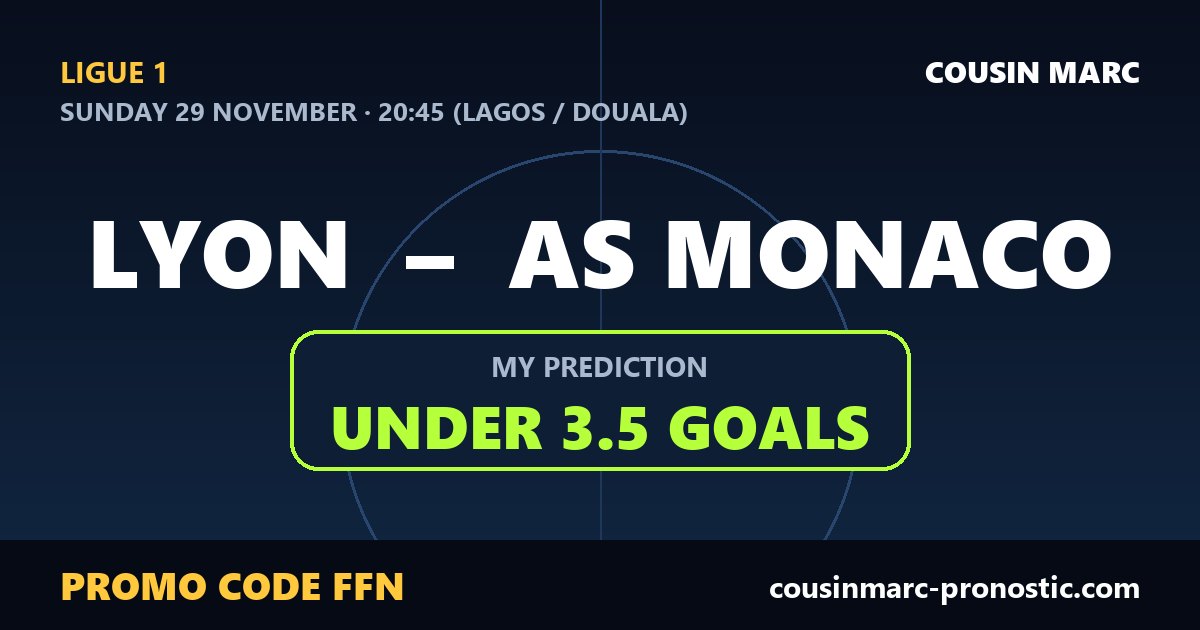 LIGUE 1
COUSIN MARC
SUNDAY 29 NOVEMBER · 20:45 (LAGOS / DOUALA)
LYON – AS MONACO
MY PREDICTION
UNDER 3.5 GOALS
PROMO CODE FFN
cousinmarc-pronostic.com